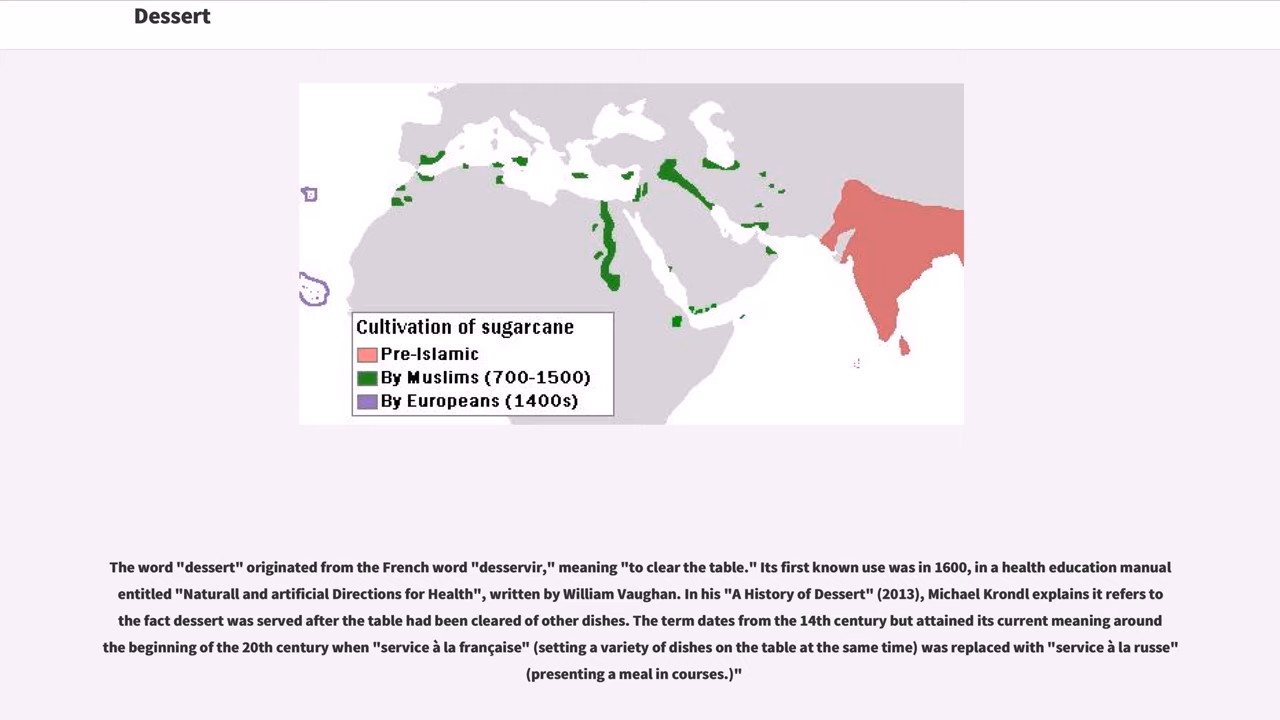 Dessert
Cultivation of sugarcane
Pre-Islamic
By Muslims (700-1500)
By Europeans (1400s)
The word "dessert" originated from the French word "desservir," meaning "to clear the table." Its first known use was in 1600, in a health education manual
entitled "Naturall and artificial Directions for Health", written by William Vaughan. In his "A History of Dessert" (2013), Michael Krondl explains it refers to
the fact dessert was served after the table had been cleared of other dishes. The term dates from the 14th century but attained its current meaning around
the beginning of the 20th century when "service à la française" (setting a variety of dishes on the table at the same time) was replaced with "service à la russe"
(presenting a meal in courses.)"